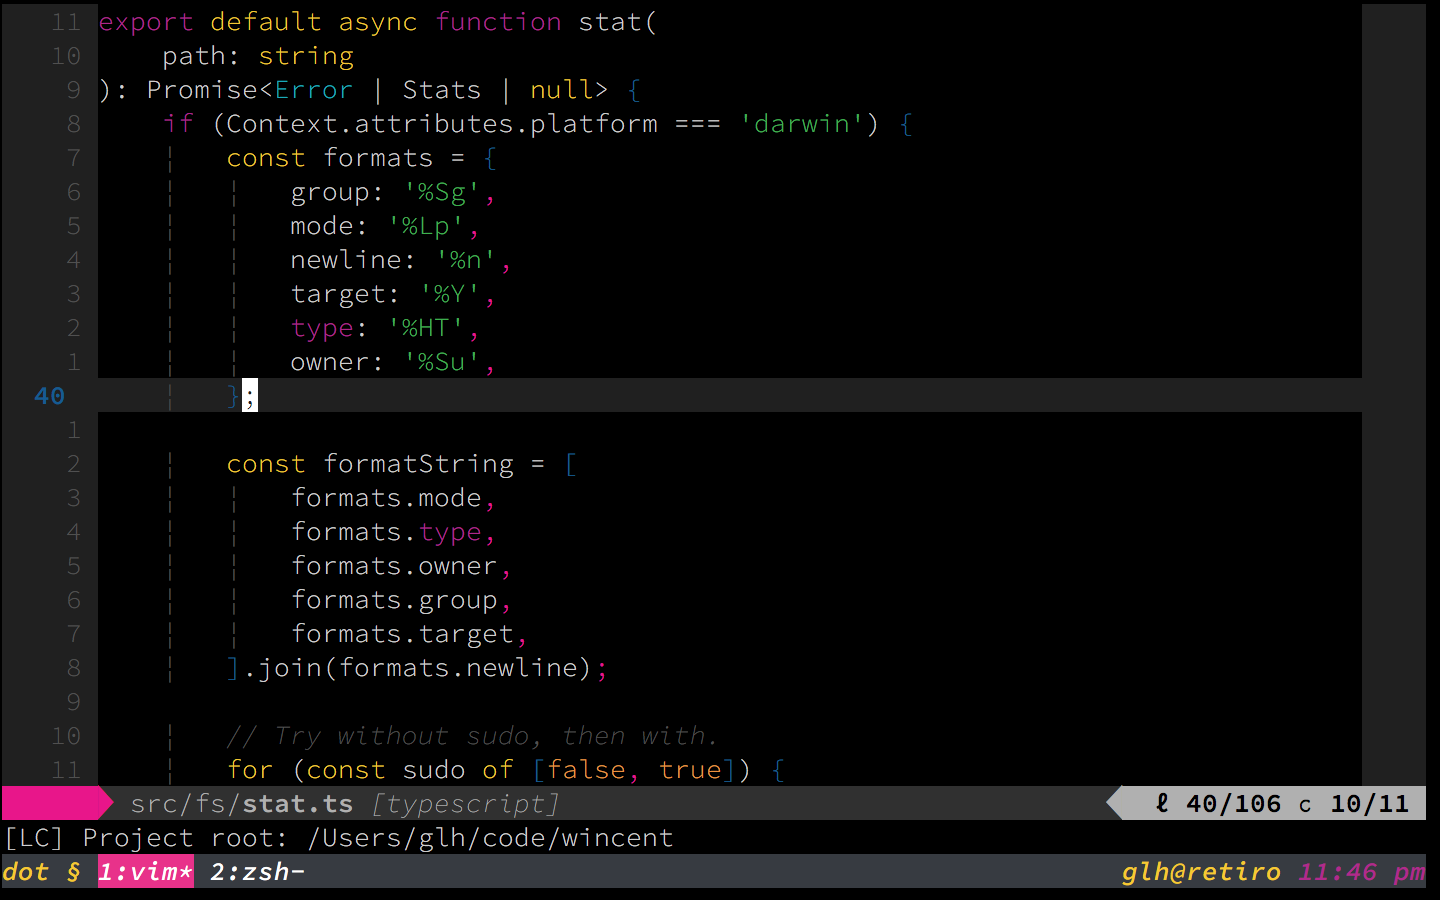 11 export default async function stat(
10     path: string
9 ): Promise<Error | Stats | null> {
8     if (Context.attributes.platform === 'darwin') {
7     ¦   const formats = {
6     ¦   ¦   group: '%Sg',
5     ¦   ¦   mode: '%Lp',
4     ¦   ¦   newline: '%n',
3     ¦   ¦   target: '%Y',
2     ¦   ¦   type: '%HT',
1     ¦   ¦   owner: '%Su',
40     ¦   };
1
2     ¦   const formatString = [
3     ¦   ¦   formats.mode,
4     ¦   ¦   formats.type,
5     ¦   ¦   formats.owner,
6     ¦   ¦   formats.group,
7     ¦   ¦   formats.target,
8     ¦   ].join(formats.newline);
9
10     ¦   // Try without sudo, then with.
11     ¦   for (const sudo of [false, true]) {
src/fs/stat.ts [typescript] ℓ 40/106 c 10/11
[LC] Project root: /Users/glh/code/wincent
dot § 1:vim* 2:zsh- glh@retiro 11:46 pm